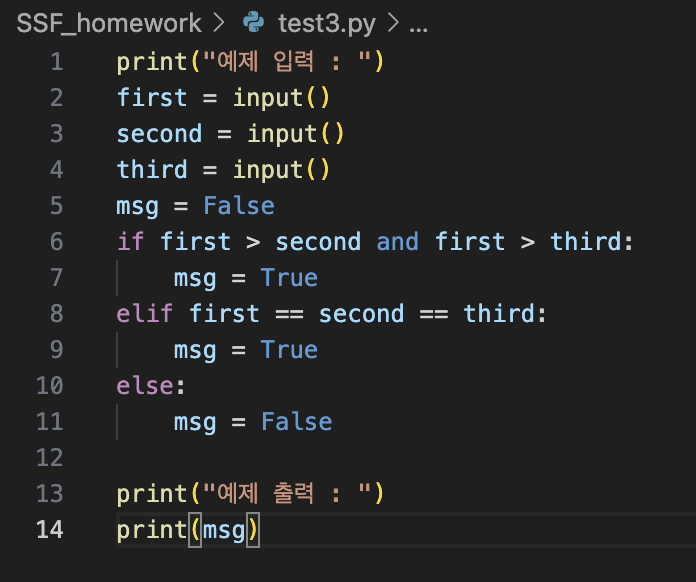 SSF_homework > test3.py > ...
1 print("예제 입력 : ")
2 first = input()
3 second = input()
4 third = input()
5 msg = False
6 if first > second and first > third:
7     msg = True
8 elif first == second == third:
9     msg = True
10 else:
11     msg = False
12
13 print("예제 출력 : ")
14 print(msg)